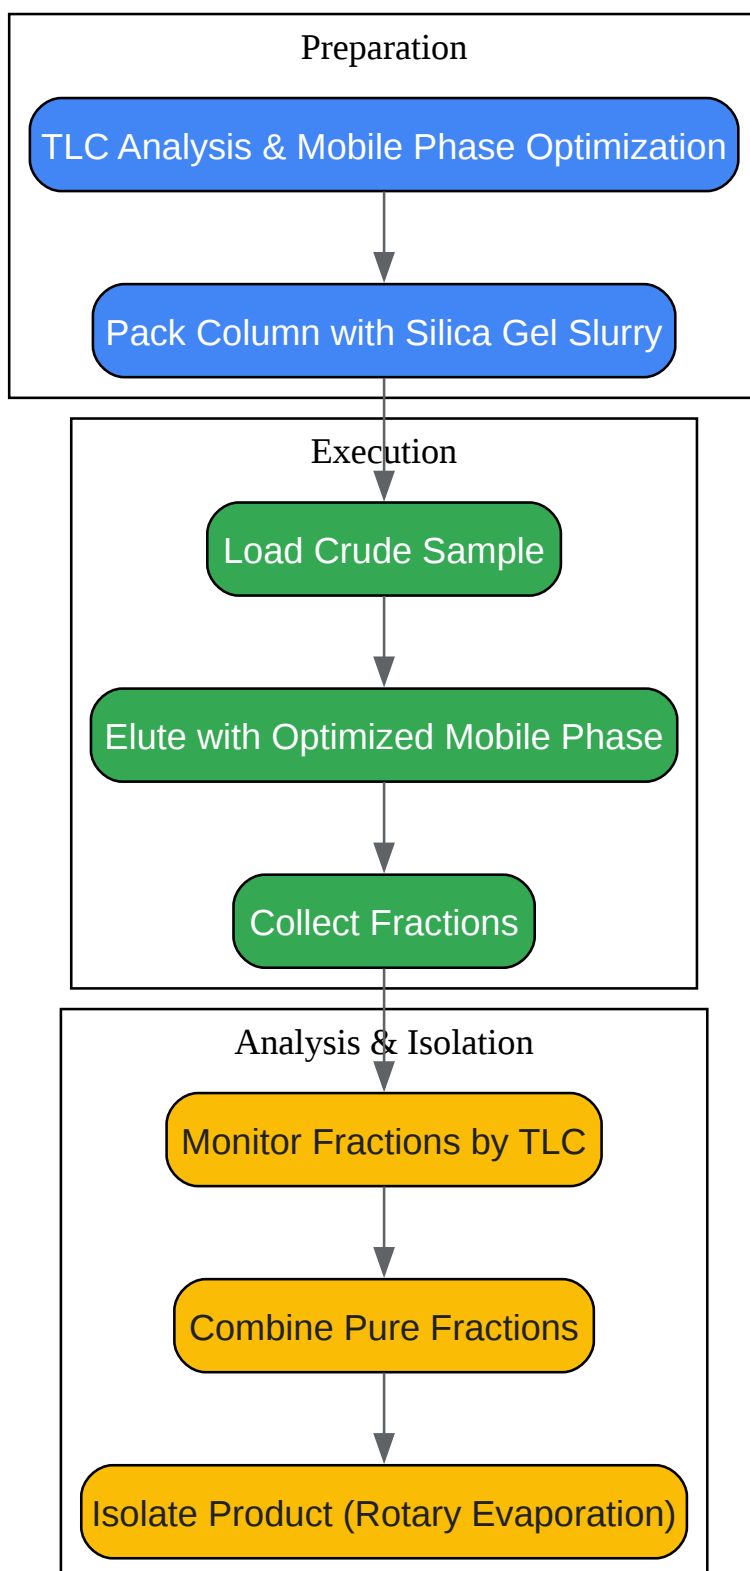 Preparation
TLC Analysis & Mobile Phase Optimization
Pack Column with Silica Gel Slurry
Execution
Load Crude Sample
Elute with Optimized Mobile Phase
Collect Fractions
Analysis & Isolation
Monitor Fractions by TLC
Combine Pure Fractions
Isolate Product (Rotary Evaporation)